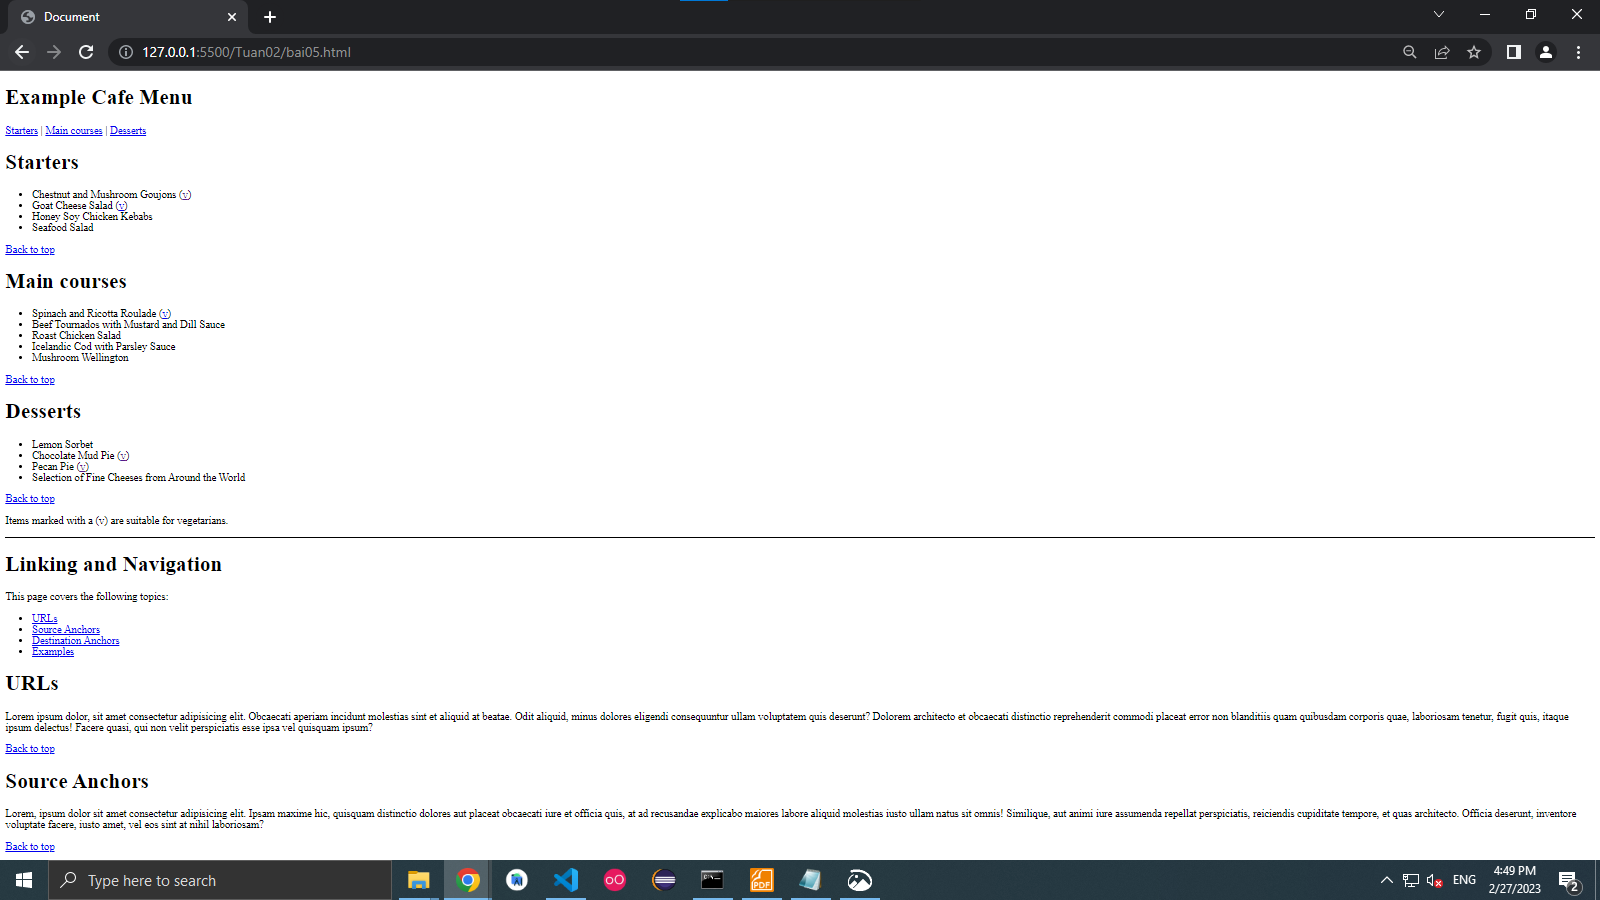 Document
127.0.0.1:5500/Tuan02/bai05.html
Example Cafe Menu
Starters | Main courses | Desserts
Starters
Chestnut and Mushroom Goujons (v)
Goat Cheese Salad (v)
Honey Soy Chicken Kebabs
Seafood Salad
Back to top
Main courses
Spinach and Ricotta Roulade (v)
Beef Tournados with Mustard and Dill Sauce
Roast Chicken Salad
Icelandic Cod with Parsley Sauce
Mushroom Wellington
Back to top
Desserts
Lemon Sorbet
Chocolate Mud Pie (v)
Pecan Pie (v)
Selection of Fine Cheeses from Around the World
Back to top
Items marked with a (v) are suitable for vegetarians.
Linking and Navigation
This page covers the following topics:
URLs
Source Anchors
Destination Anchors
Examples
URLs
Lorem ipsum dolor, sit amet consectetur adipisicing elit. Obcaecati aperiam incidunt molestias sint et aliquid at beatae. Odit aliquid, minus dolores eligendi consequuntur ullam voluptatem quis deserunt? Dolorem architecto et obcaecati distinctio reprehenderit commodi placeat error non blanditiis quam quibusdam corporis quae, laboriosam tenetur, fugit quis, itaque
ipsum delectus! Facere quasi, qui non velit perspiciatis esse ipsa vel quisquam ipsum?
Back to top
Source Anchors
Lorem, ipsum dolor sit amet consectetur adipisicing elit. Ipsam maxime hic, quisquam distinctio dolores aut placeat obcaecati iure et officia quis, at ad recusandae explicabo maiores labore aliquid molestias iusto ullam natus sit omnis! Similique, aut animi iure assumenda repellat perspiciatis, reiciendis cupiditate tempore, et quas architecto. Officia deserunt, inventore
voluptate facere, iusto amet, vel eos sint at nihil laboriosam?
Back to top
Type here to search
PDF
ENG
4:49 PM
2/27/2023
2